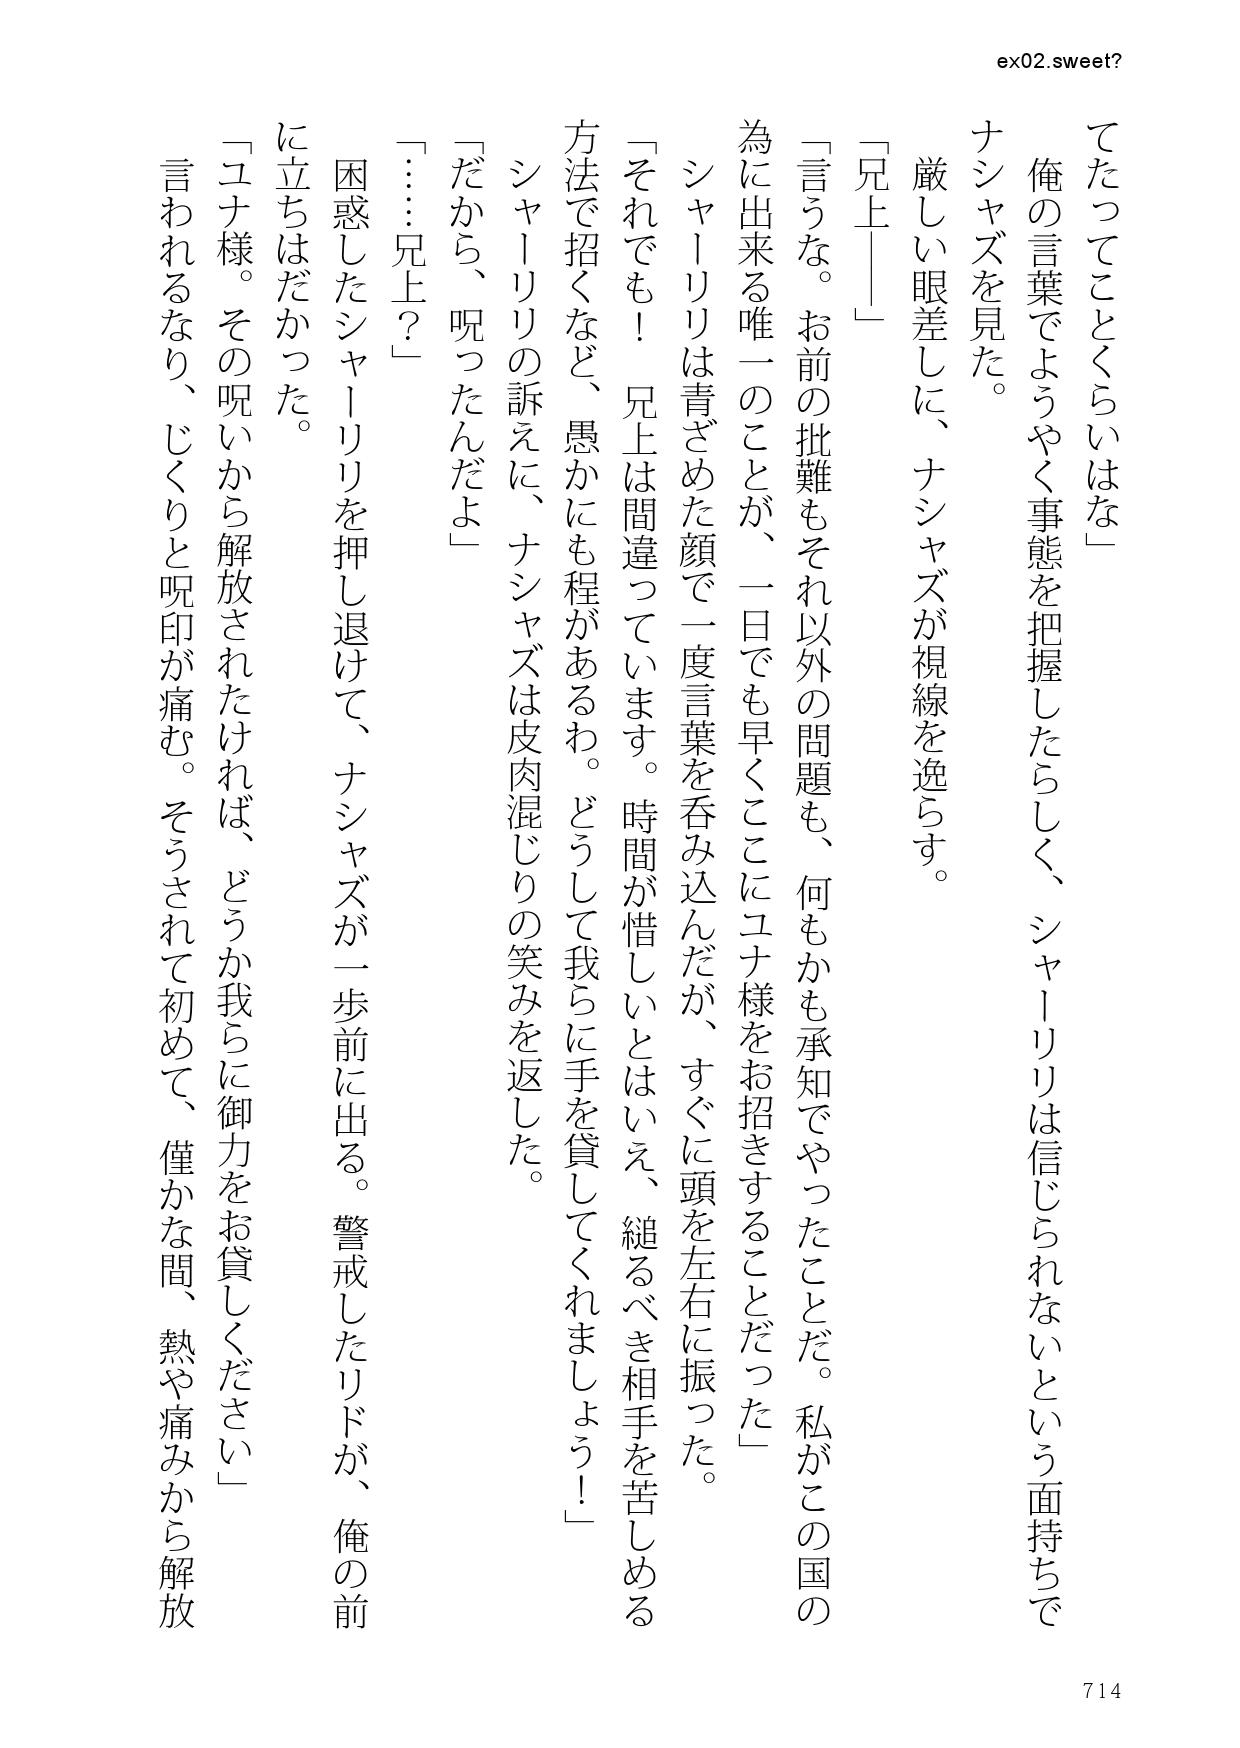 ex02.sweet?
てたってことくらいはな」
　俺の言葉でようやく事態を把握したらしく、シャーリリは信じられないという面持ちで
ナシャズを見た。
　厳しい眼差しに、ナシャズが視線を逸らす。
「兄上――」
「言うな。お前の批難もそれ以外の問題も、何もかも承知でやったことだ。私がこの国の
為に出来る唯一のことが、一日でも早くここにユナ様をお招きすることだった」
　シャーリリは青ざめた顔で一度言葉を呑み込んだが、すぐに頭を左右に振った。
「それでも！　兄上は間違っています。時間が惜しいとはいえ、縋るべき相手を苦しめる
方法で招くなど、愚かにも程があるわ。どうして我らに手を貸してくれましょう！」
　シャーリリの訴えに、ナシャズは皮肉混じりの笑みを返した。
「だから、呪ったんだよ」
「……兄上？」
　困惑したシャーリリを押し退けて、ナシャズが一歩前に出る。警戒したリドが、俺の前
に立ちはだかった。
「ユナ様。その呪いから解放されたければ、どうか我らに御力をお貸しください」
　言われるなり、じくりと呪印が痛む。そうされて初めて、僅かな間、熱や痛みから解放
714